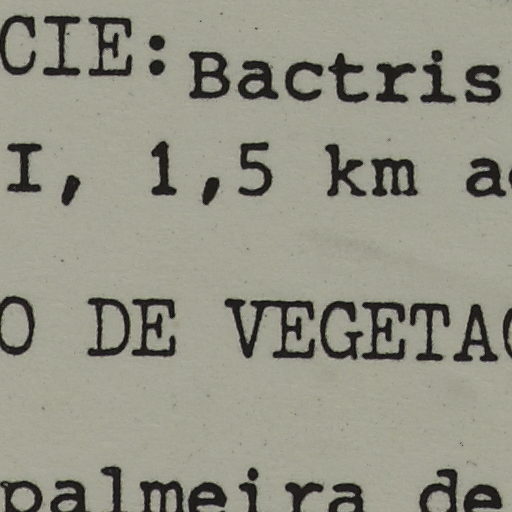 CIE: Bactris
I, 1,5 km a
O DE VEGETA
palmeira de